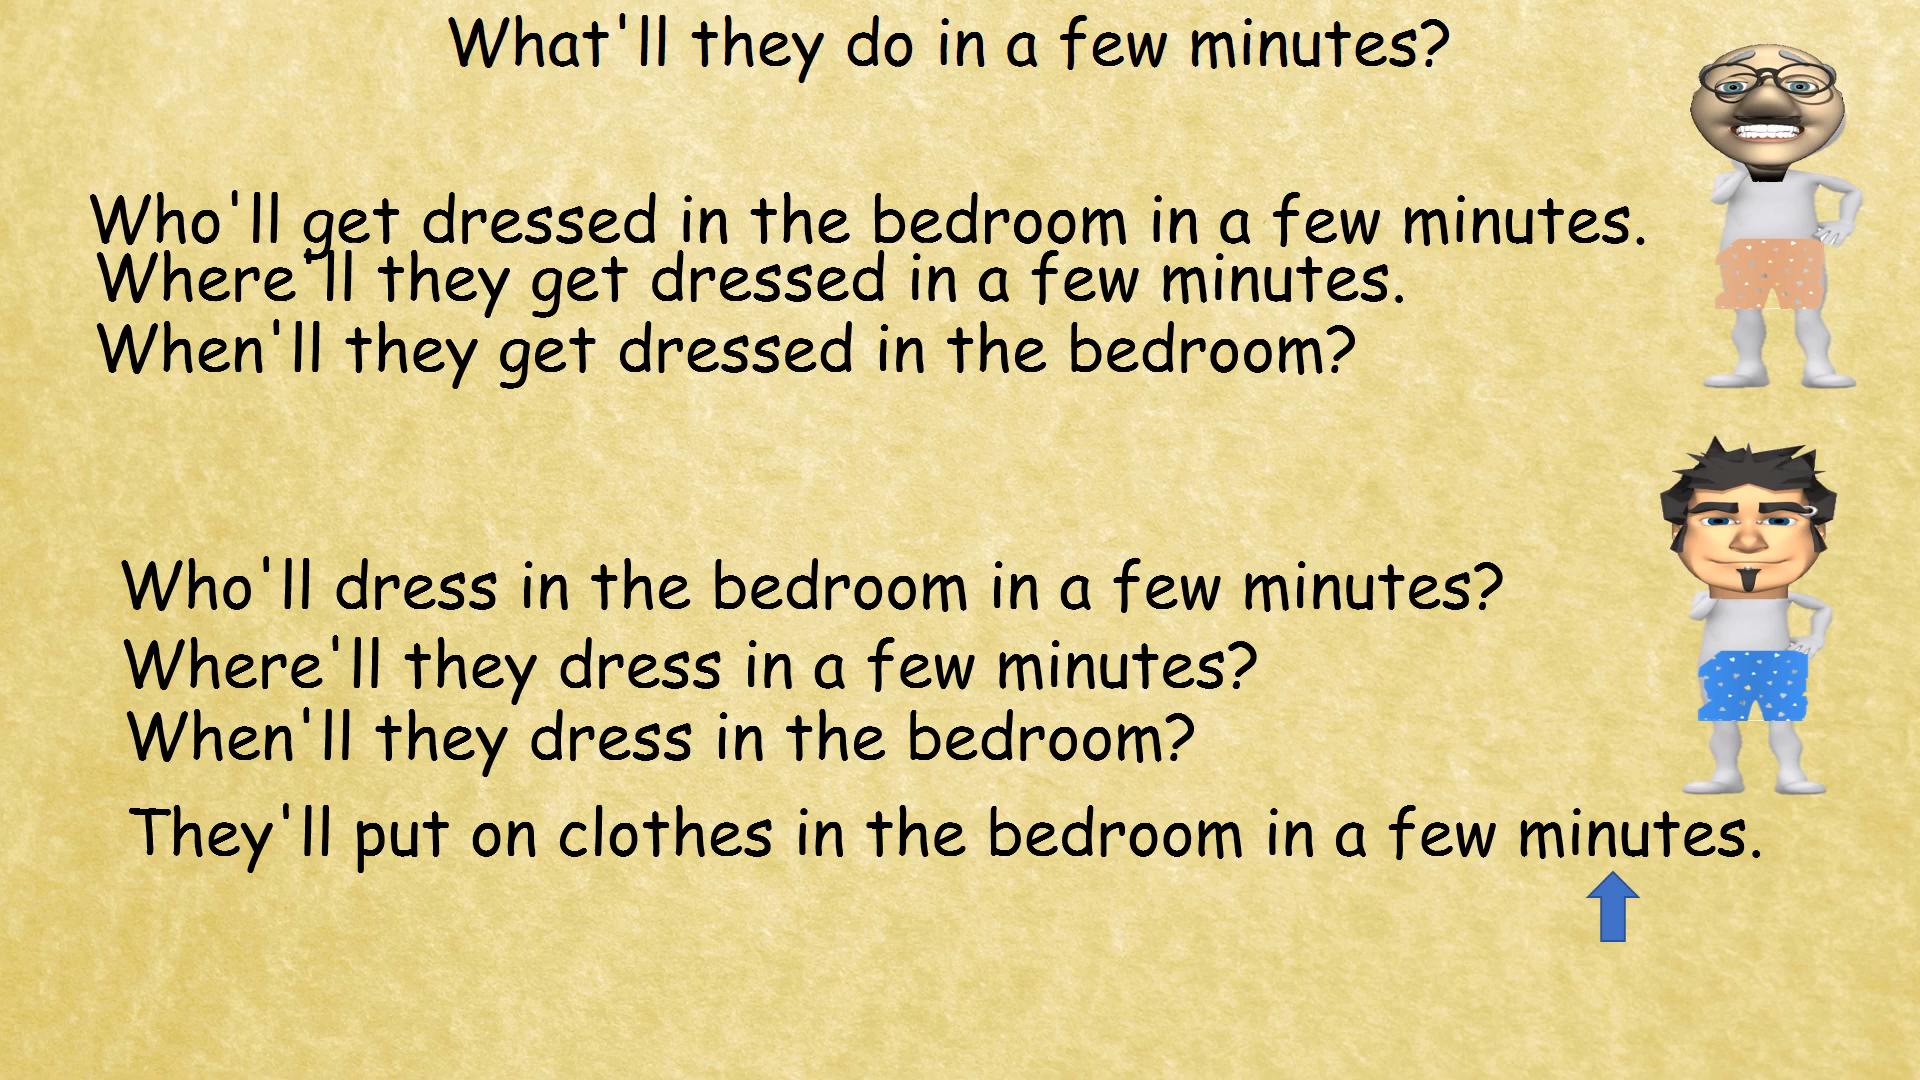 What'll they do in a few minutes?
Who'll get dressed in the bedroom in a few minutes.
Where'll they get dressed in a few minutes.
When'll they get dressed in the bedroom?
Who'll dress in the bedroom in a few minutes?
Where'll they dress in a few minutes?
When'll they dress in the bedroom?
They'll put on clothes in the bedroom in a few minutes.